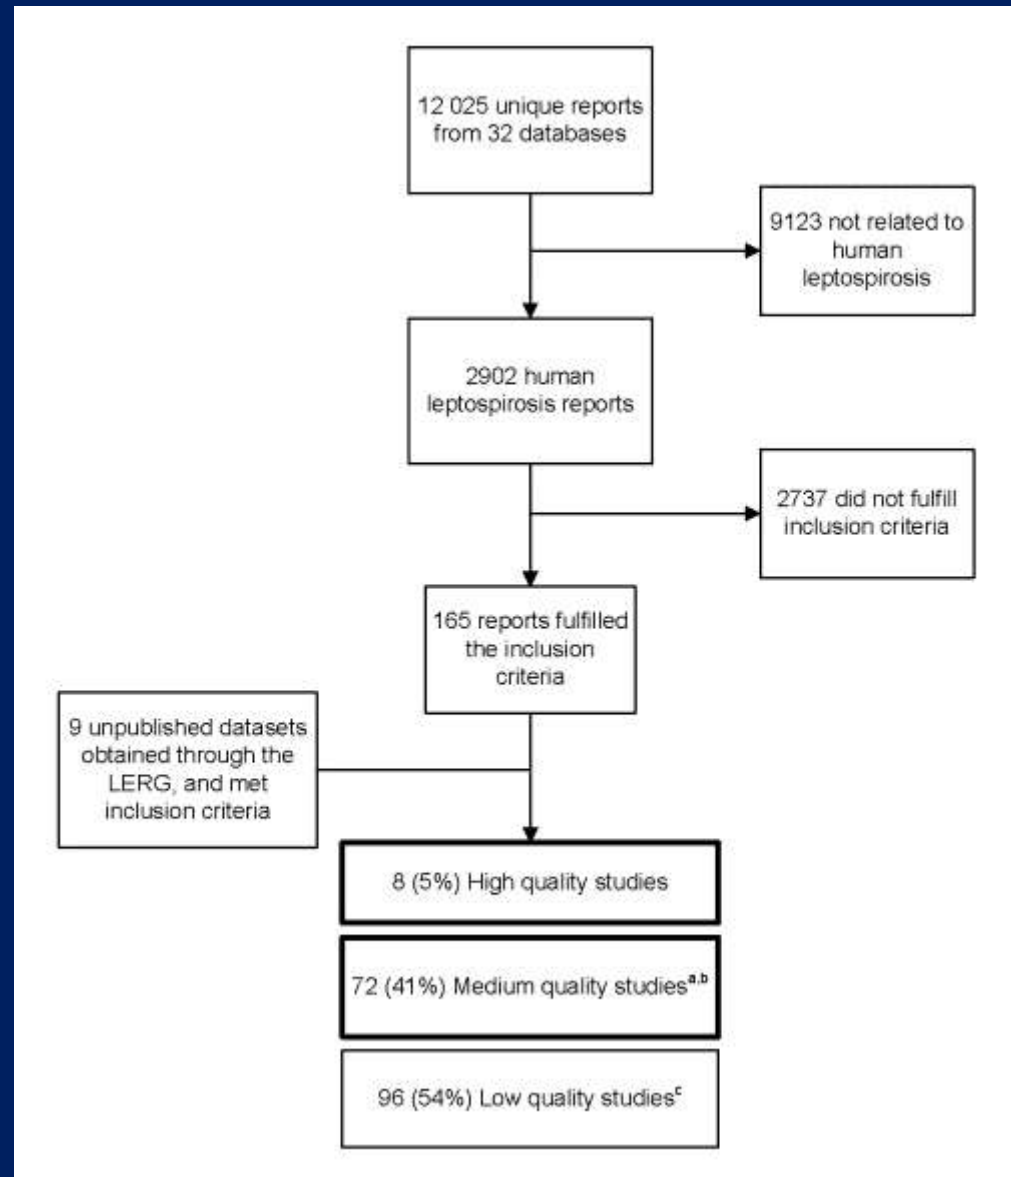 12 025 unique reports
from 32 databases
9123 not related to
human
leptospirosis
2902 human
leptospirosis reports
2737 did not fulfill
inclusion criteria
165 reports fulfilled
the inclusion
criteria
9 unpublished datasets
obtained through the
LERG, and met
inclusion criteria
8 (5%) High quality studies
72 (41%) Medium quality studiesa,b
96 (54%) Low quality studiesc